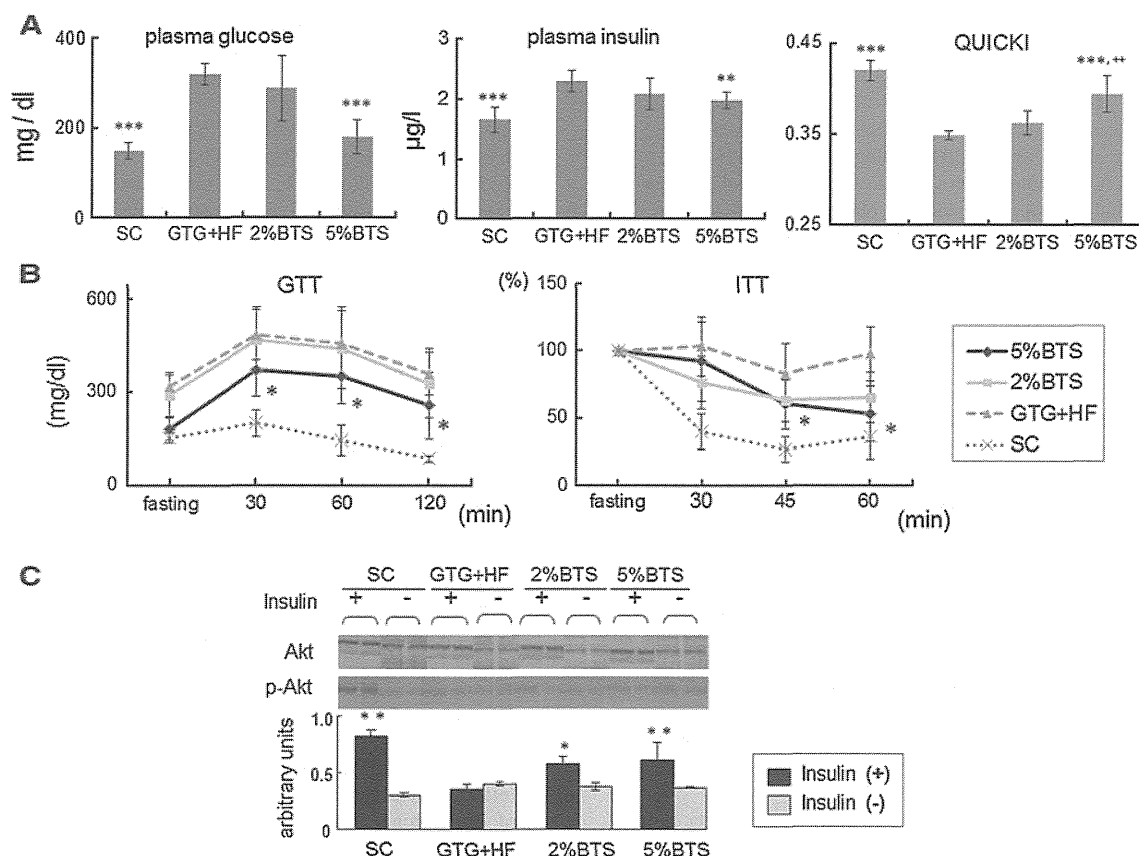 A
plasma glucose
400
200
0
mg / dl
***
***
SC GTG+HF 2%BTS 5%BTS
plasma insulin
3
2
1
0
µg/l
***
**
SC GTG+HF 2%BTS 5%BTS
QUICKI
0.45
0.35
0.25
***
***,++
SC GTG+HF 2%BTS 5%BTS
B
GTT
600
300
0
(mg/dl)
*
*
*
fasting 30 60 120 (min)
(%)
ITT
150
100
50
0
*
*
fasting 30 45 60
(min)
5%BTS
2%BTS
GTG+HF
SC
C
SC GTG+HF 2%BTS 5%BTS
Insulin + - + - + - + -
Akt
p-Akt
1.0
0.5
0
arbitrary units
**
*
**
SC GTG+HF 2%BTS 5%BTS
Insulin (+)
Insulin (-)